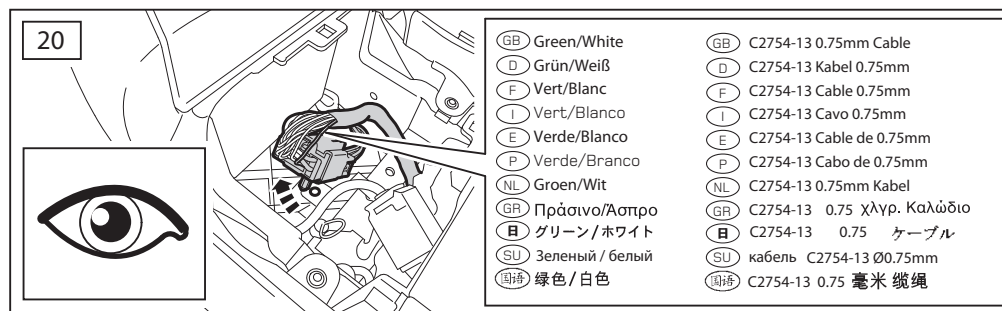 20
GB Green/White
D Grün/Weiß
F Vert/Blanc
I Vert/Blanco
E Verde/Blanco
P Verde/Branco
NL Groen/Wit
GR Πράσινο/Άσπρο
日 グリーン/ホワイト
SU Зеленый / белый
国语 绿色/白色
GB C2754-13 0.75mm Cable
D C2754-13 Kabel 0.75mm
F C2754-13 Cable 0.75mm
I C2754-13 Cavo 0.75mm
E C2754-13 Cable de 0.75mm
P C2754-13 Cabo de 0.75mm
NL C2754-13 0.75mm Kabel
GR C2754-13 0.75 χλγρ. Καλώδιο
日 C2754-13 0.75 ケーブル
SU кабель C2754-13 Ø0.75mm
国语 C2754-13 0.75 毫米 缆绳